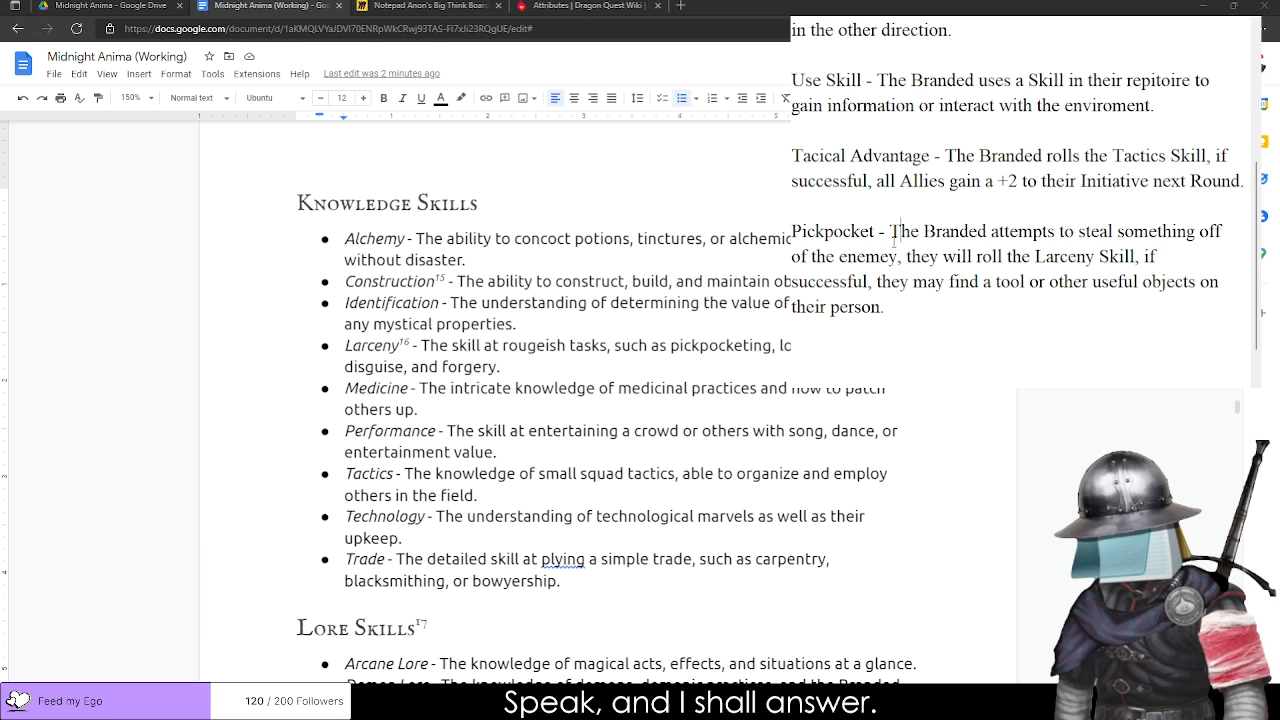 Midnight Anima - Google Drive
Midnight Anima (Working) - Goo
Notepad Anon's Big Think Board
Attributes | Dragon Quest Wiki
https://docs.google.com/document/d/1aKMQLVYaJDVl70ENRpWkCRwj93TAS-FI7xJi23RQgUE/edit#
Midnight Anima (Working)
File Edit View Insert Format Tools Extensions Help Last edit was 2 minutes ago
150% Normal text Ubuntu 12
in the other direction.
Use Skill - The Branded uses a Skill in their repitoire to
gain information or interact with the enviroment.
Tacical Advantage - The Branded rolls the Tactics Skill, if
successful, all Allies gain a +2 to their Initiative next Round.
Pickpocket - The Branded attempts to steal something off
of the enemey, they will roll the Larceny Skill, if
successful, they may find a tool or other useful objects on
their person.
Knowledge Skills
● Alchemy - The ability to concoct potions, tinctures, or alchemic
without disaster.
● Construction15 - The ability to construct, build, and maintain ob
● Identification - The understanding of determining the value of
any mystical properties.
● Larceny16 - The skill at rougeish tasks, such as pickpocketing, lo
disguise, and forgery.
● Medicine - The intricate knowledge of medicinal practices and how to patch
others up.
● Performance - The skill at entertaining a crowd or others with song, dance, or
entertainment value.
● Tactics - The knowledge of small squad tactics, able to organize and employ
others in the field.
● Technology - The understanding of technological marvels as well as their
upkeep.
● Trade - The detailed skill at plying a simple trade, such as carpentry,
blacksmithing, or bowyership.
Lore Skills17
● Arcane Lore - The knowledge of magical acts, effects, and situations at a glance.
Feed my Ego
120 / 200 Followers
Speak, and I shall answer.